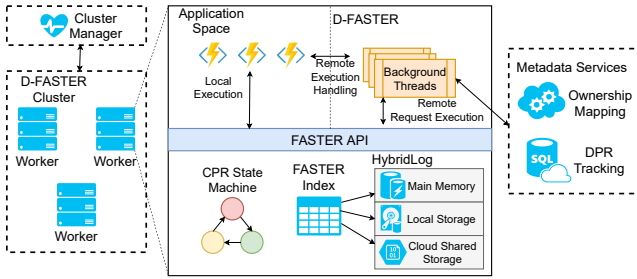 Cluster
Manager
D-FASTER
Cluster
Worker
Worker
Worker
Application
Space
D-FASTER
Local
Execution
Remote
Execution
Handling
Background
Threads
Remote
Request Execution
FASTER API
CPR State
Machine
FASTER
Index
HybridLog
Main Memory
Local Storage
Cloud Shared
Storage
10
01
Metadata Services
Ownership
Mapping
SQL
DPR
Tracking